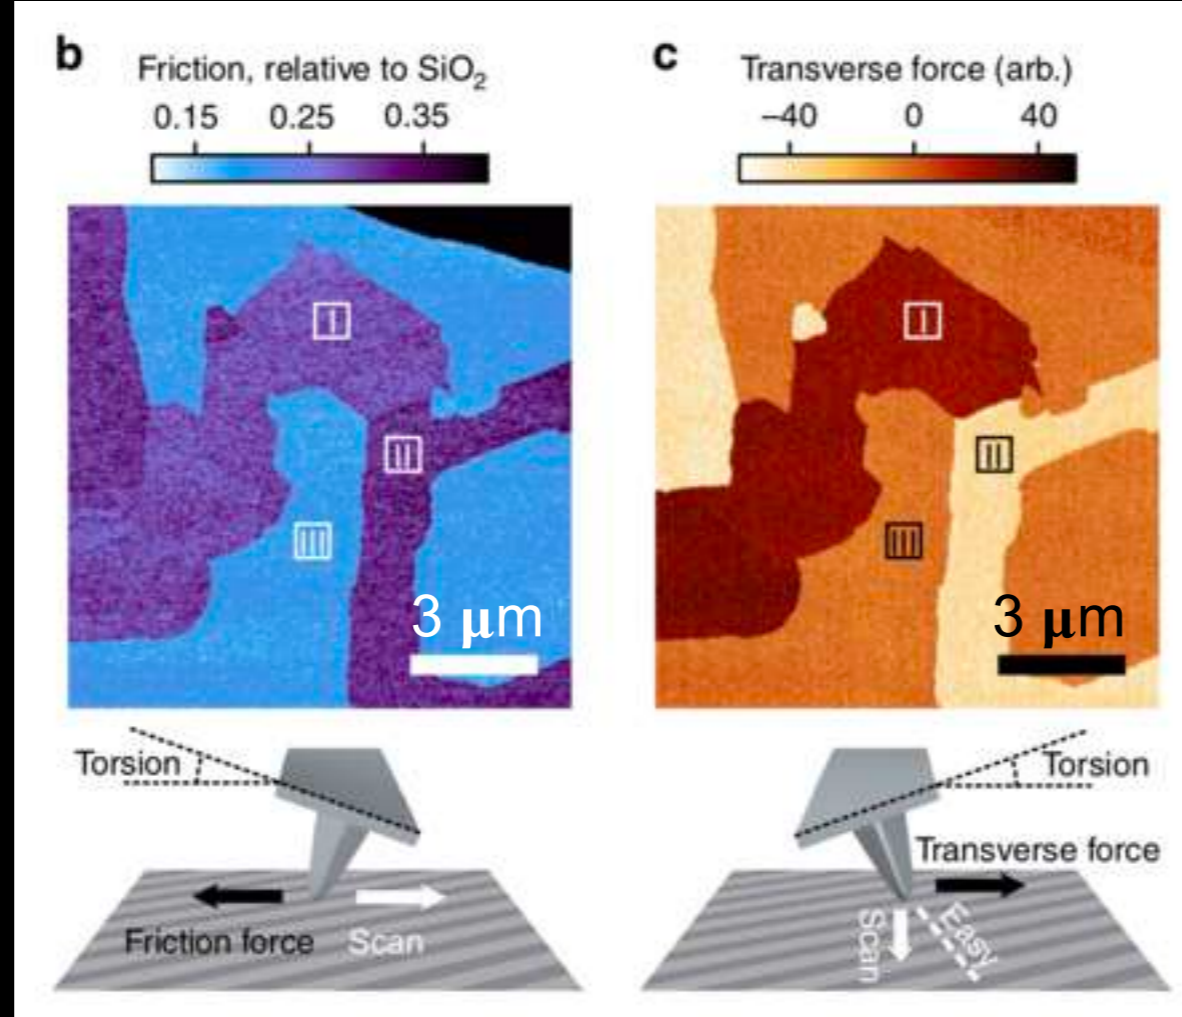 b
Friction, relative to SiO₂
0.15 0.25 0.35
I
II
III
3 μm
Torsion
Friction force Scan
c
Transverse force (arb.)
–40 0 40
I
II
III
3 μm
Torsion
Transverse force
Scan
Easy